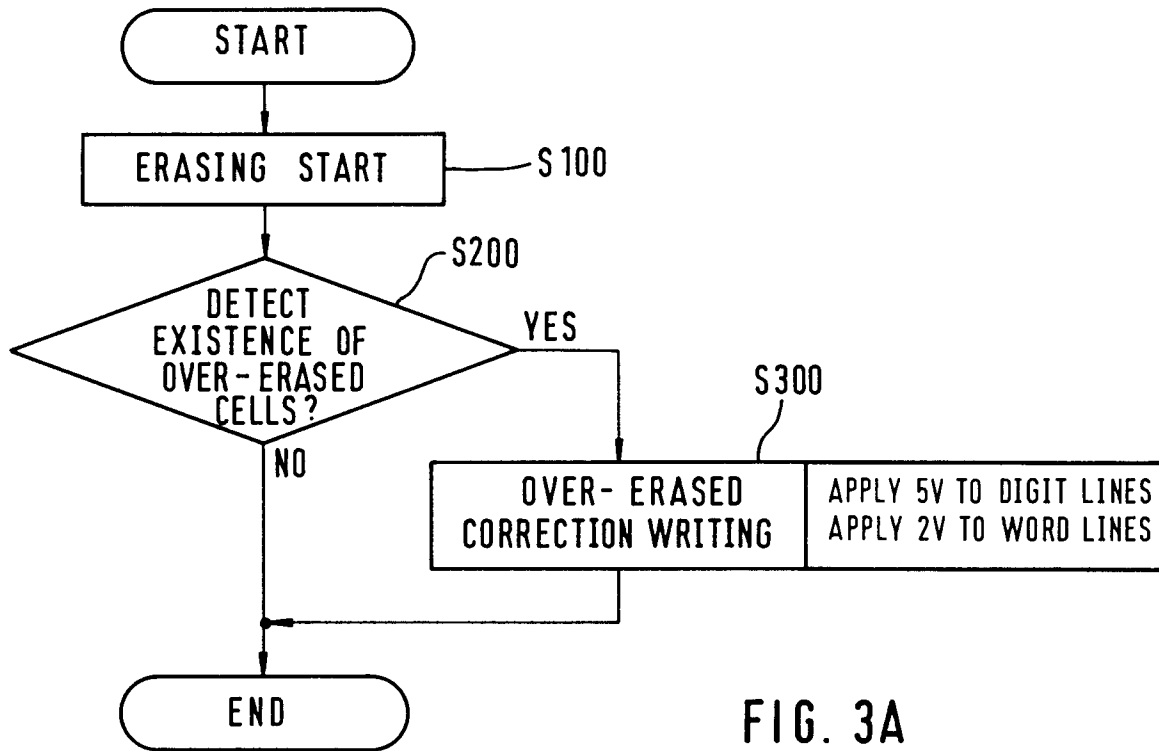 START
ERASING START
S100
S200
DETECT
EXISTENCE OF
OVER-ERASED
CELLS?
YES
NO
S300
OVER-ERASED
CORRECTION WRITING
APPLY 5V TO DIGIT LINES
APPLY 2V TO WORD LINES
END
FIG. 3A